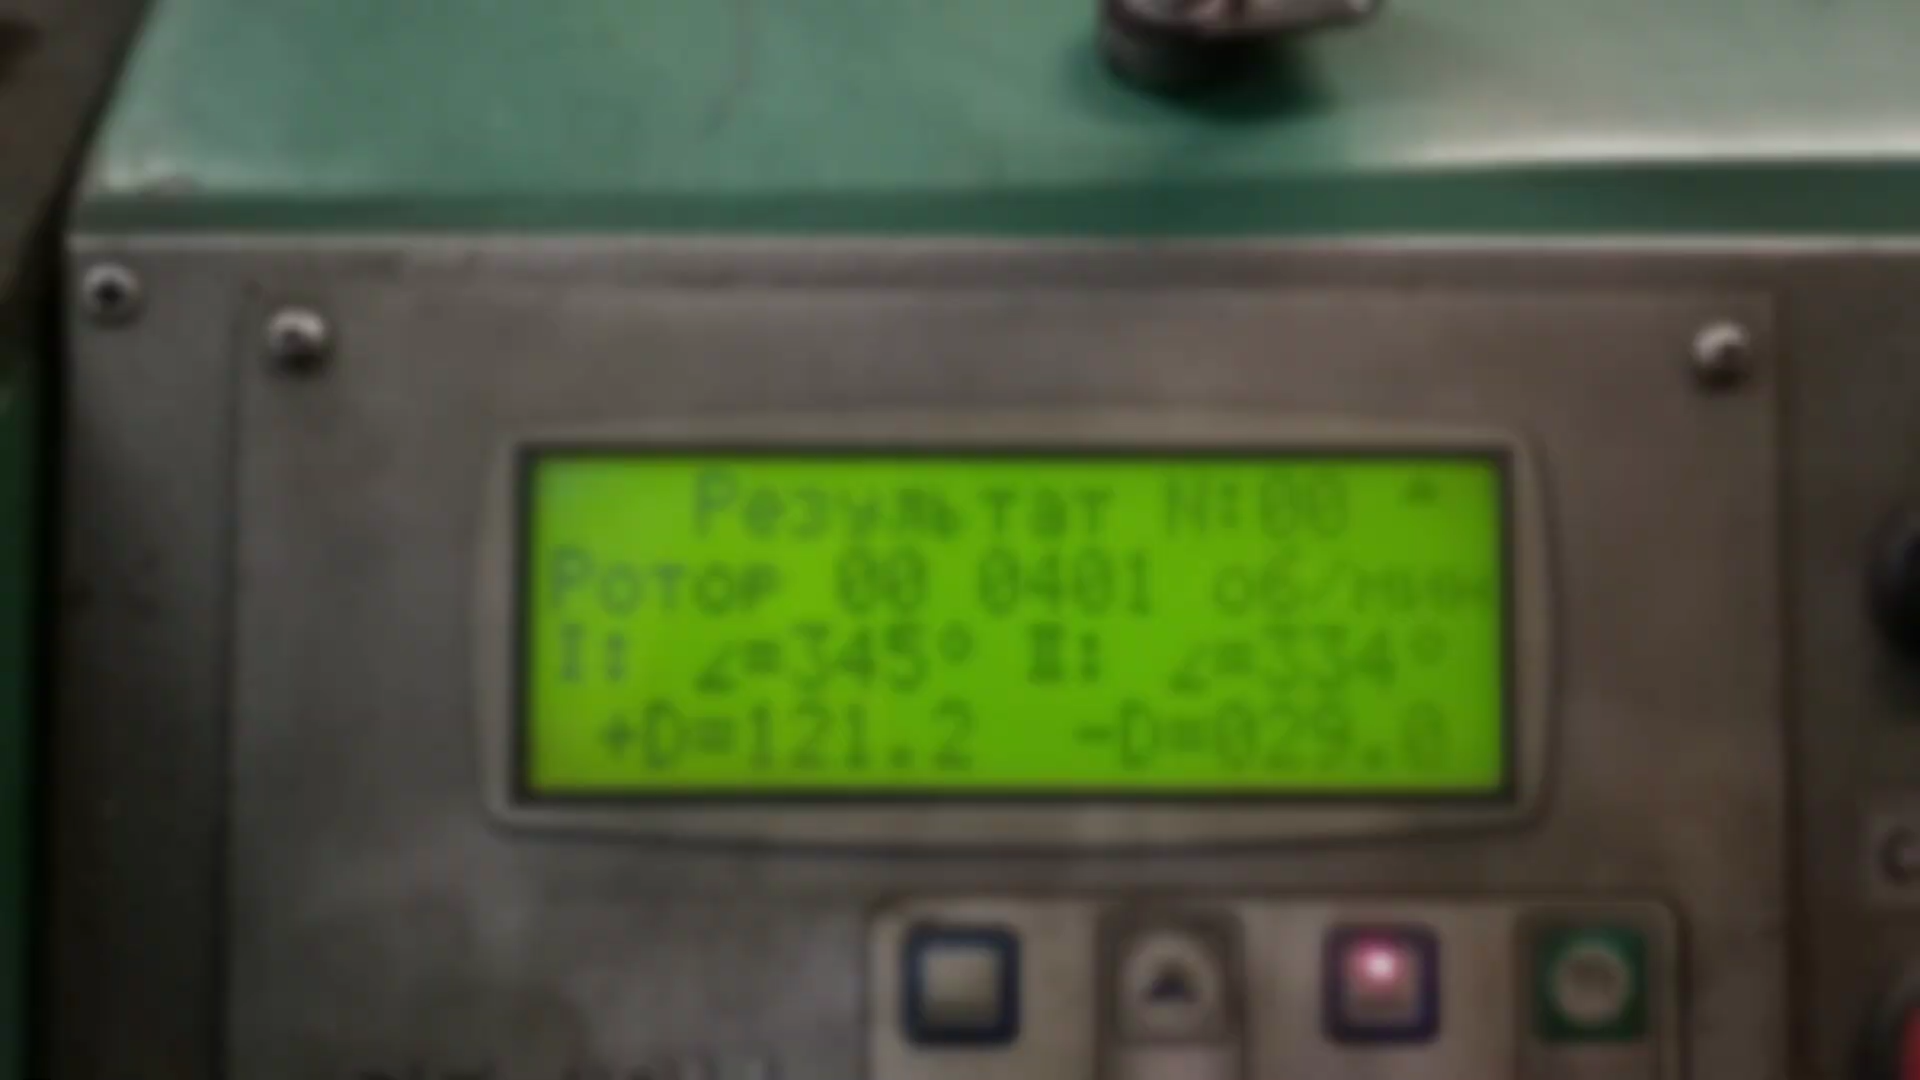 Результат N:00
Ротор 00 0401 об/мин
I: ∠=345° II: ∠=334°
+D=121.2 -D=029.0